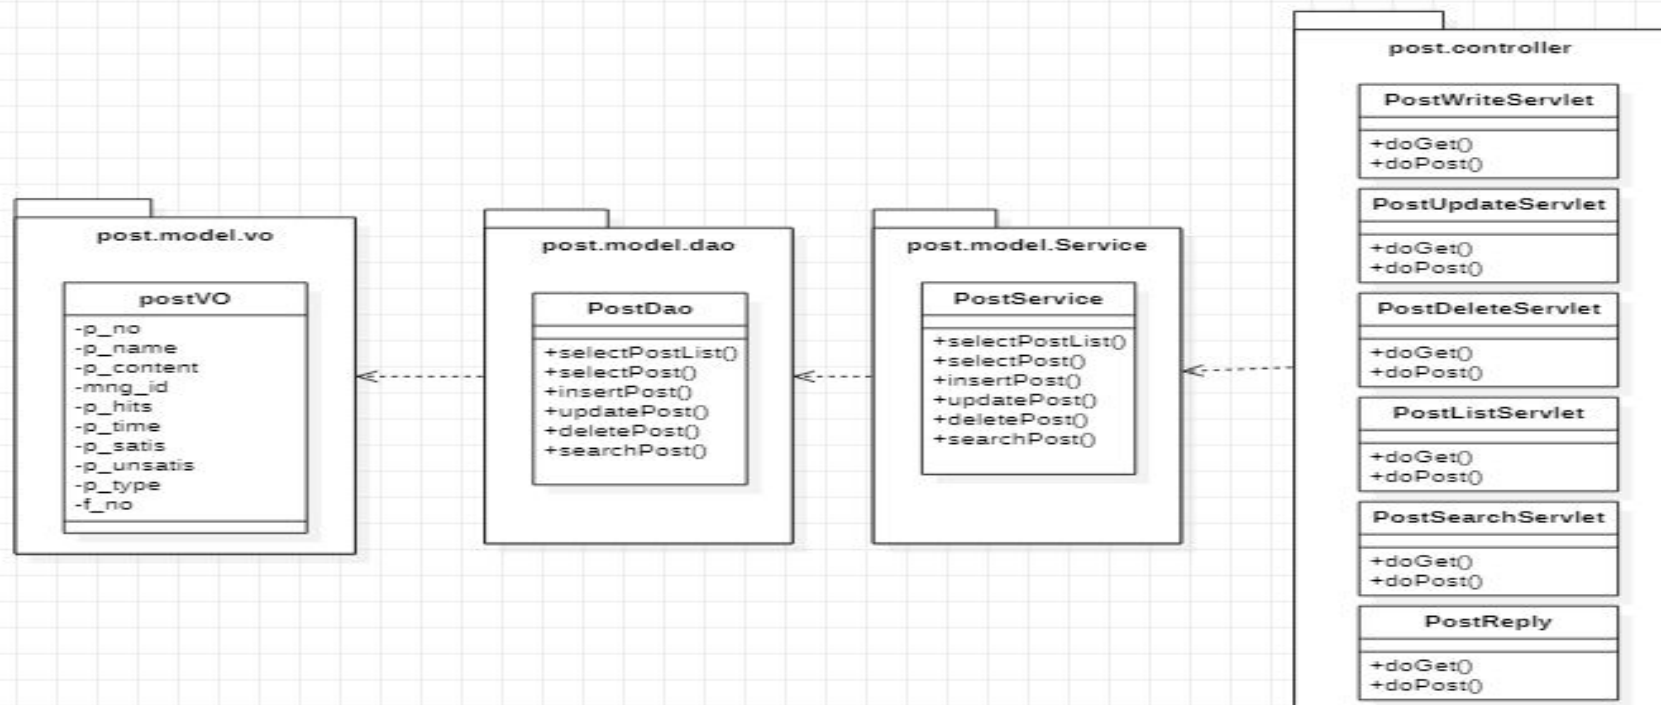 post.model.vo
postVO
-p_no
-p_name
-p_content
-mng_id
-p_hits
-p_time
-p_satis
-p_unsatis
-p_type
-f_no
post.model.dao
PostDao
+selectPostList()
+selectPost()
+insertPost()
+updatePost()
+deletePost()
+searchPost()
post.model.Service
PostService
+selectPostList()
+selectPost()
+insertPost()
+updatePost()
+deletePost()
+searchPost()
post.controller
PostWriteServlet
+doGet()
+doPost()
PostUpdateServlet
+doGet()
+doPost()
PostDeleteServlet
+doGet()
+doPost()
PostListServlet
+doGet()
+doPost()
PostSearchServlet
+doGet()
+doPost()
PostReply
+doGet()
+doPost()